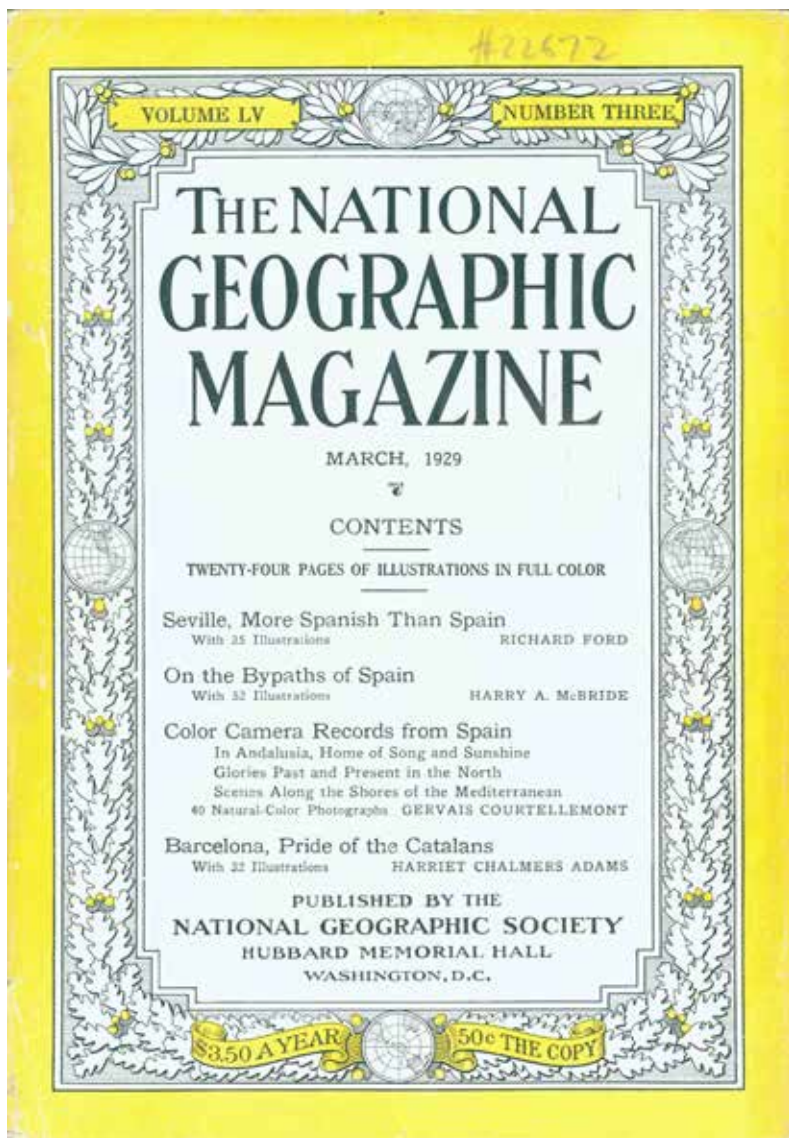 #22672
VOLUME LV
NUMBER THREE
THE NATIONAL
GEOGRAPHIC
MAGAZINE
MARCH, 1929
CONTENTS
TWENTY-FOUR PAGES OF ILLUSTRATIONS IN FULL COLOR
Seville, More Spanish Than Spain
With 25 Illustrations RICHARD FORD
On the Bypaths of Spain
With 32 Illustrations HARRY A. McBRIDE
Color Camera Records from Spain
In Andalusia, Home of Song and Sunshine
Glories Past and Present in the North
Scenes Along the Shores of the Mediterranean
40 Natural-Color Photographs GERVAIS COURTELLEMONT
Barcelona, Pride of the Catalans
With 32 Illustrations HARRIET CHALMERS ADAMS
PUBLISHED BY THE
NATIONAL GEOGRAPHIC SOCIETY
HUBBARD MEMORIAL HALL
WASHINGTON, D.C.
$3.50 A YEAR
50c THE COPY